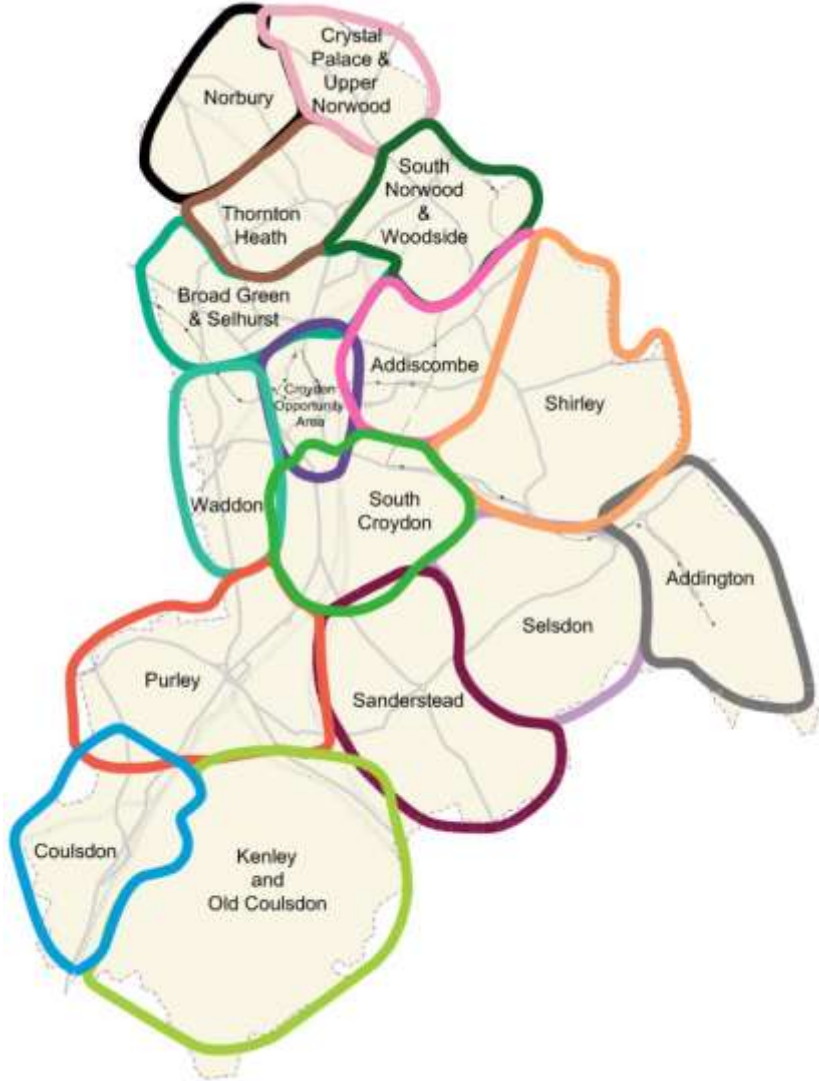 Crystal
Palace &
Upper
Norwood
Norbury
South
Norwood
&
Woodside
Thornton
Heath
Broad Green
& Selhurst
Addiscombe
Croydon
Opportunity
Area
Shirley
Waddon
South
Croydon
Addington
Selsdon
Purley
Sanderstead
Coulsdon
Kenley
and
Old Coulsdon